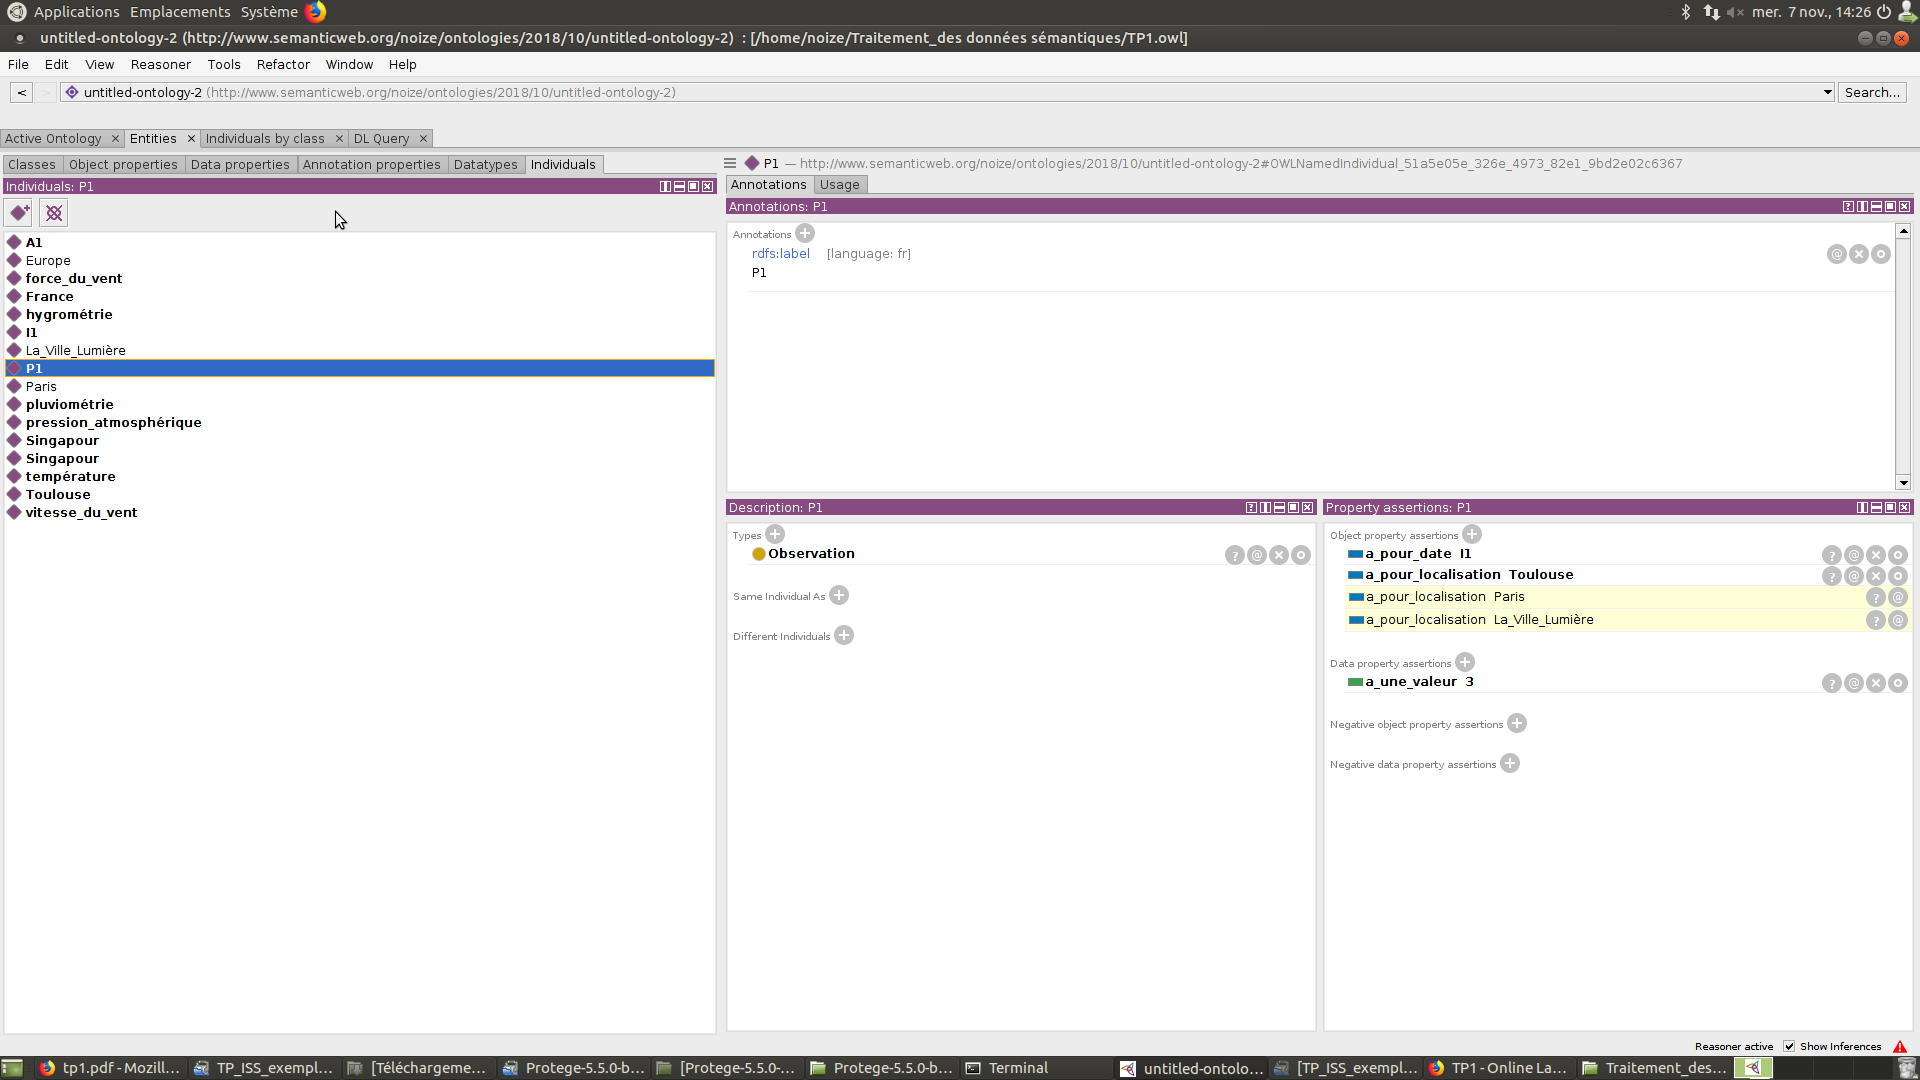 Applications Emplacements Système mer. 7 nov., 14:26
untitled-ontology-2 (http://www.semanticweb.org/noize/ontologies/2018/10/untitled-ontology-2) : [/home/noize/Traitement_des données sémantiques/TP1.owl]
File Edit View Reasoner Tools Refactor Window Help
< > untitled-ontology-2 (http://www.semanticweb.org/noize/ontologies/2018/10/untitled-ontology-2) Search...
Active Ontology × Entities × Individuals by class × DL Query ×
Classes Object properties Data properties Annotation properties Datatypes Individuals
Individuals: P1
A1
Europe
force_du_vent
France
hygrométrie
I1
La_Ville_Lumière
P1
Paris
pluviométrie
pression_atmosphérique
Singapour
Singapour
température
Toulouse
vitesse_du_vent
P1 — http://www.semanticweb.org/noize/ontologies/2018/10/untitled-ontology-2#OWLNamedIndividual_51a5e05e_326e_4973_82e1_9bd2e02c6367
Annotations Usage
Annotations: P1
Annotations
rdfs:label [language: fr]
P1
Description: P1
Types
Observation
Same Individual As
Different Individuals
Property assertions: P1
Object property assertions
a_pour_date I1
a_pour_localisation Toulouse
a_pour_localisation Paris
a_pour_localisation La_Ville_Lumière
Data property assertions
a_une_valeur 3
Negative object property assertions
Negative data property assertions
Reasoner active Show Inferences
tp1.pdf - Mozill... TP_ISS_exempl... [Téléchargeme... Protege-5.5.0-b... [Protege-5.5.0-... Protege-5.5.0-b... Terminal untitled-ontolo... [TP_ISS_exempl... TP1 - Online La... Traitement_des...